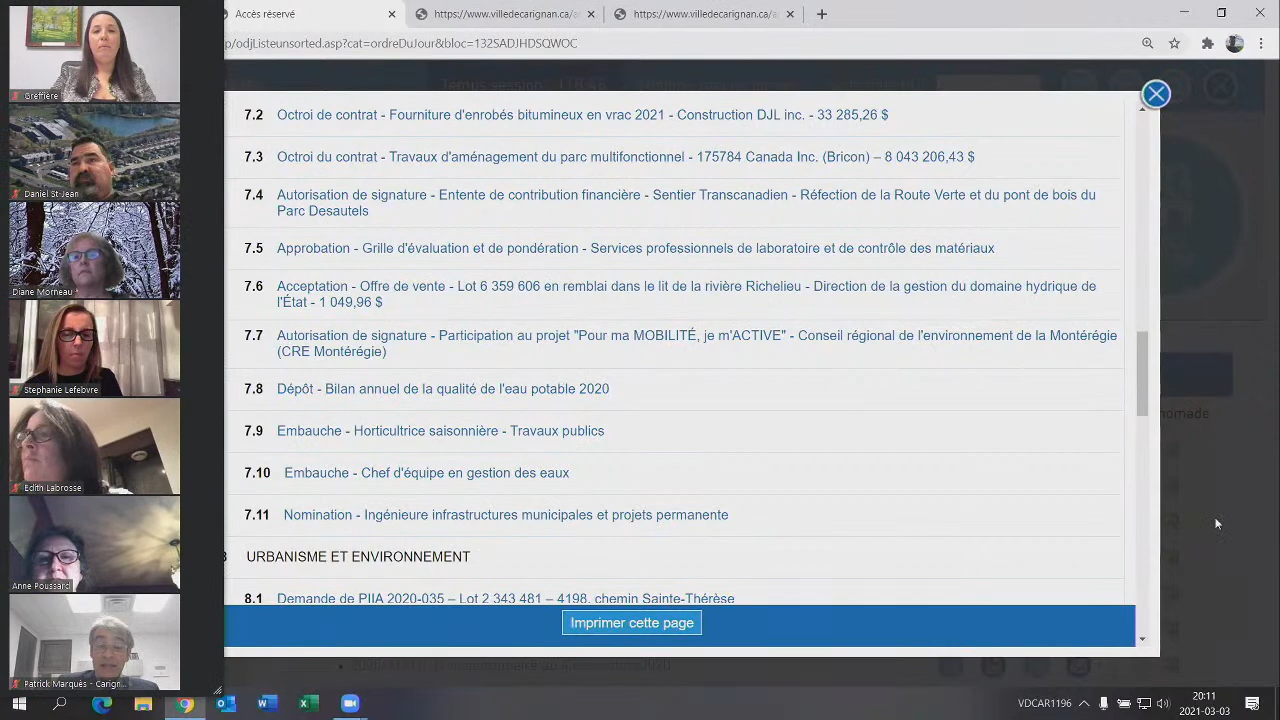 Accès nomade
https://www.villedecarignan.org/w
https://www.villedecarignan.ca/
p/odjListeConsoWeb?cat=ordreduJour&bd=
7.2 Octroi de contrat - Fourniture d'enrobés bitumineux en vrac 2021 - Construction DJL inc. - 33 285,26 $
7.3 Octroi du contrat - Travaux d'aménagement du parc multifonctionnel - 175784 Canada inc. (Bricon) – 8 043 206,43 $
7.4 Autorisation de signature - Entente de contribution financière - Sentier Transcanadien - Réfection de la Route Verte et du pont de bois du
Parc Desautels
7.5 Approbation - Grille d'évaluation et de pondération - Services professionnels de laboratoire et de contrôle des matériaux
7.6 Acceptation - Offre de vente - Lot 6 359 606 en remblai dans le lit de la rivière Richelieu - Direction de la gestion du domaine hydrique de
l'État - 1 049,96 $
7.7 Autorisation de signature - Participation au projet "Pour ma MOBILITÉ, je m'ACTIVE" - Conseil régional de l'environnement de la Montérégie
(CRE Montérégie)
7.8 Dépôt - Bilan annuel de la qualité de l'eau potable 2020
7.9 Embauche - Horticultrice saisonnière - Travaux publics
7.10 Embauche - Chef d'équipe en gestion des eaux
7.11 Nomination - Ingénieure infrastructures municipales et projets permanente
URBANISME ET ENVIRONNEMENT
8.1 Demande de PIIA 20-035 – Lot 2 343 481 – 2198, chemin Sainte-Thérèse
Imprimer cette page
nomade
Greffière
Daniel St-Jean
Diane Morneau
Stephanie Lefebvre
Edith Labrosse
Anne Poussard
Patrick Marquès - Carign...
VDCAR1196
20:11
2021-03-03